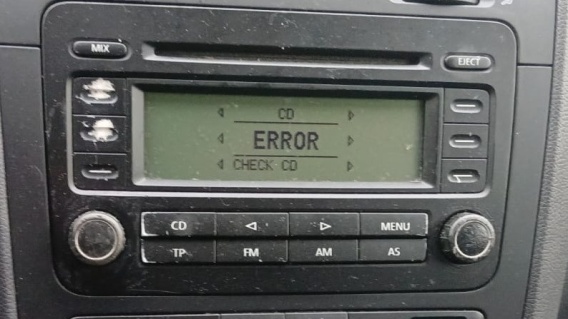 MIX
EJECT
CD
ERROR
CHECK CD
CD
MENU
TP
FM
AM
AS